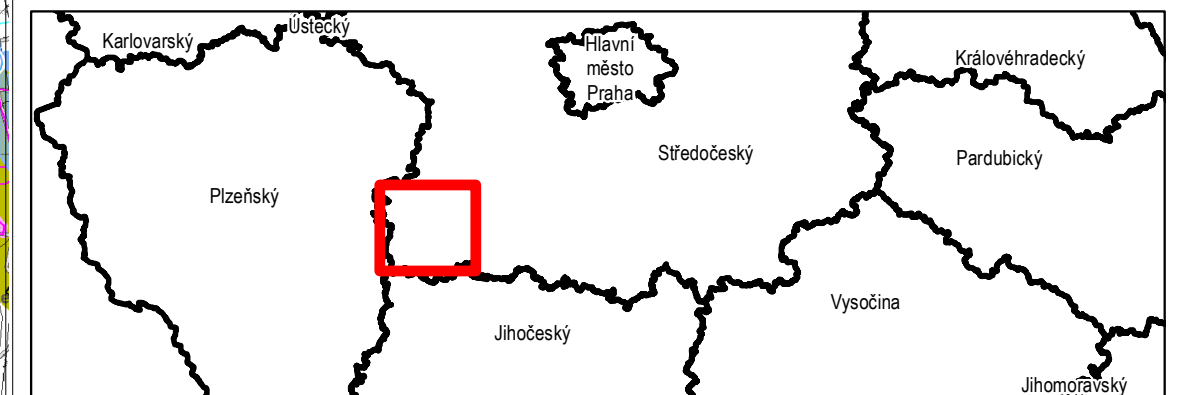 Ústecký
Karlovarský
Hlavní
město
Praha
Královéhradecký
Středočeský
Pardubický
Plzeňský
Vysočina
Jihočeský
Jihomoravský